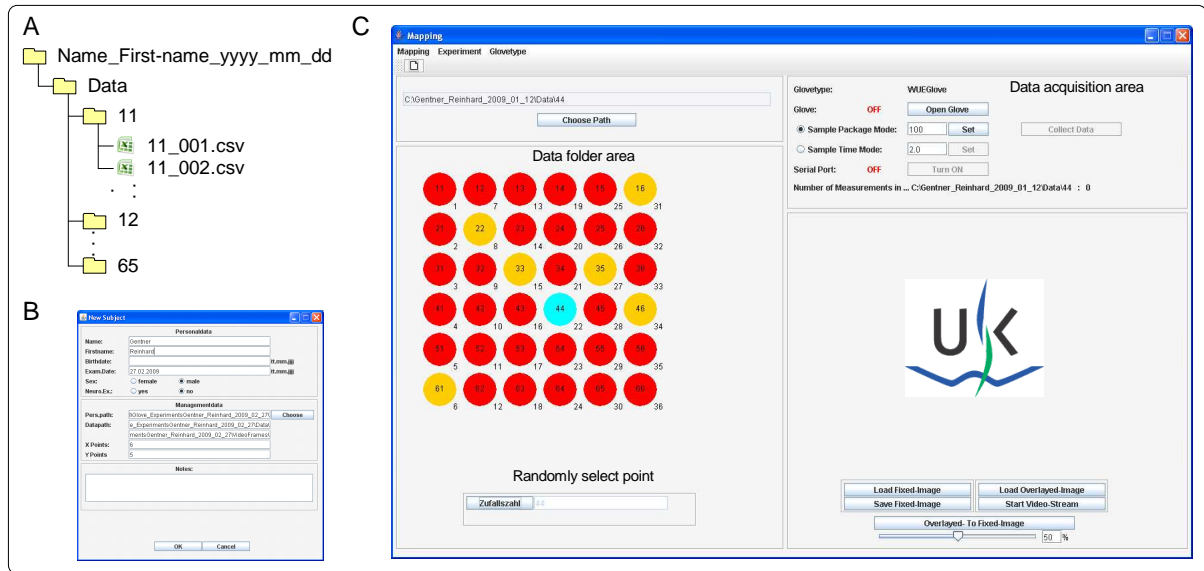 A
Name_First-name_yyyy_mm_dd
Data
11
11_001.csv
11_002.csv
12
65
B
New Subject
Personaldata
Name: Gentner
Firstname: Reinhard
Birthdate: tt.mm.jjjj
Exam.Date: 27.02.2009 tt.mm.jjjj
Sex: female male
Neuro.Ex.: yes no
Managementdata
Pers.path: Choose
Datapath:
X Points: 6
Y Points 5
Notes:
OK Cancel
C
Mapping
Mapping Experiment Glovetype
C:\Gentner_Reinhard_2009_01_12\Data\44
Choose Path
Data folder area
11 12 13 14 15 16
1 7 13 19 25 31
21 22 23 24 25 26
2 8 14 20 26 32
31 32 33 34 35 36
3 9 15 21 27 33
41 42 43 44 45 46
4 10 16 22 28 34
51 52 53 54 55 56
5 11 17 23 29 35
61 62 63 64 65 66
6 12 18 24 30 36
Randomly select point
Zufallszahl 44
Data acquisition area
Glovetype: WUEGlove
Glove: OFF Open Glove
Sample Package Mode: 100 Set Collect Data
Sample Time Mode: 2.0 Set
Serial Port: OFF Turn ON
Number of Measurements in ... C:\Gentner_Reinhard_2009_01_12\Data\44 : 0
UK
Load Fixed-Image Load Overlayed-Image
Save Fixed-Image Start Video-Stream
Overlayed- To Fixed-Image
50 %